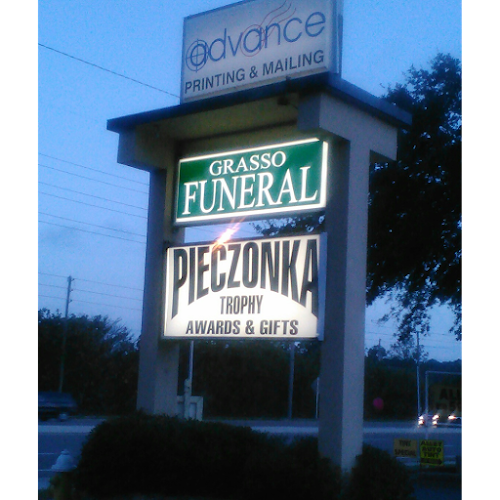 advance
PRINTING & MAILING
GRASSO
FUNERAL
PIECZONKA
TROPHY
AWARDS & GIFTS